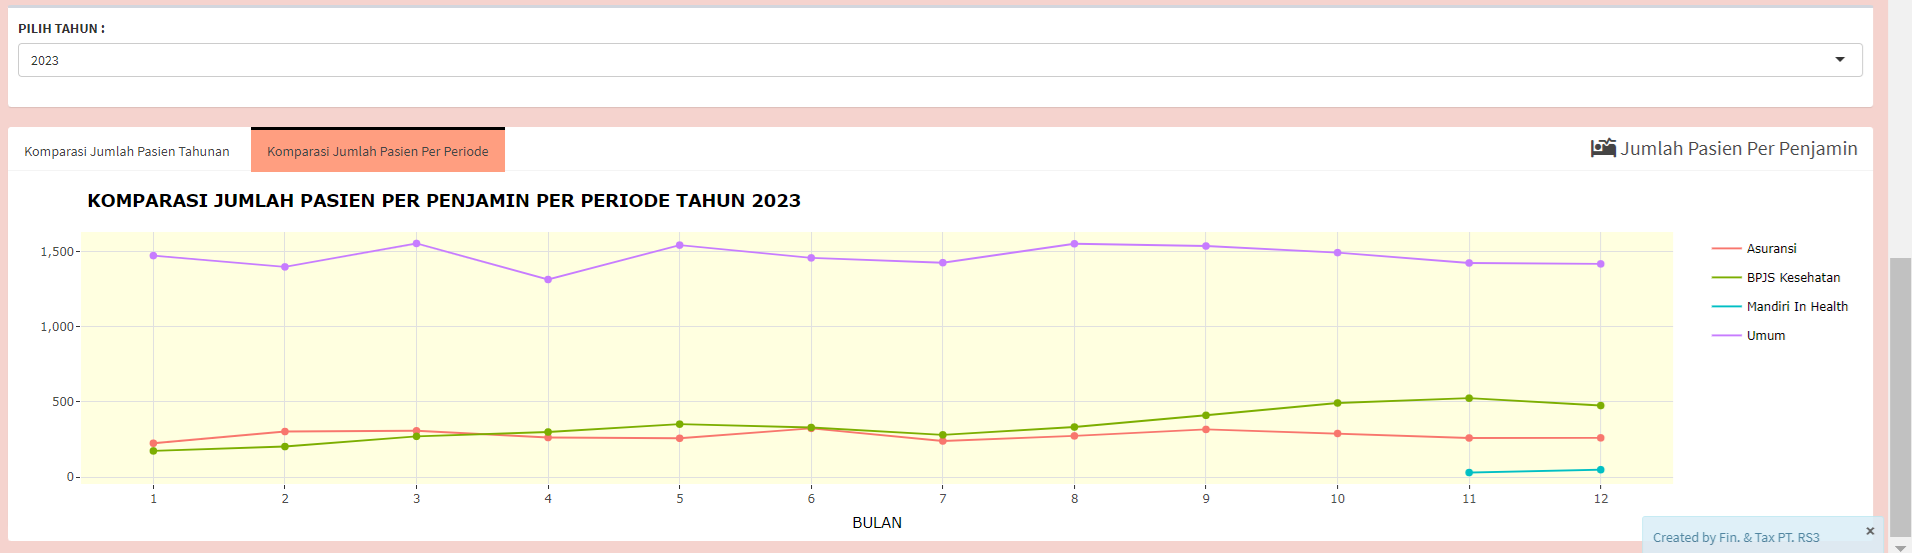 PILIH TAHUN :
2023
Komparasi Jumlah Pasien Tahunan
Komparasi Jumlah Pasien Per Periode
Jumlah Pasien Per Penjamin
KOMPARASI JUMLAH PASIEN PER PENJAMIN PER PERIODE TAHUN 2023
1,500
1,000
500
0
1 2 3 4 5 6 7 8 9 10 11 12
BULAN
Asuransi
BPJS Kesehatan
Mandiri In Health
Umum
Created by Fin. & Tax PT. RS3
×